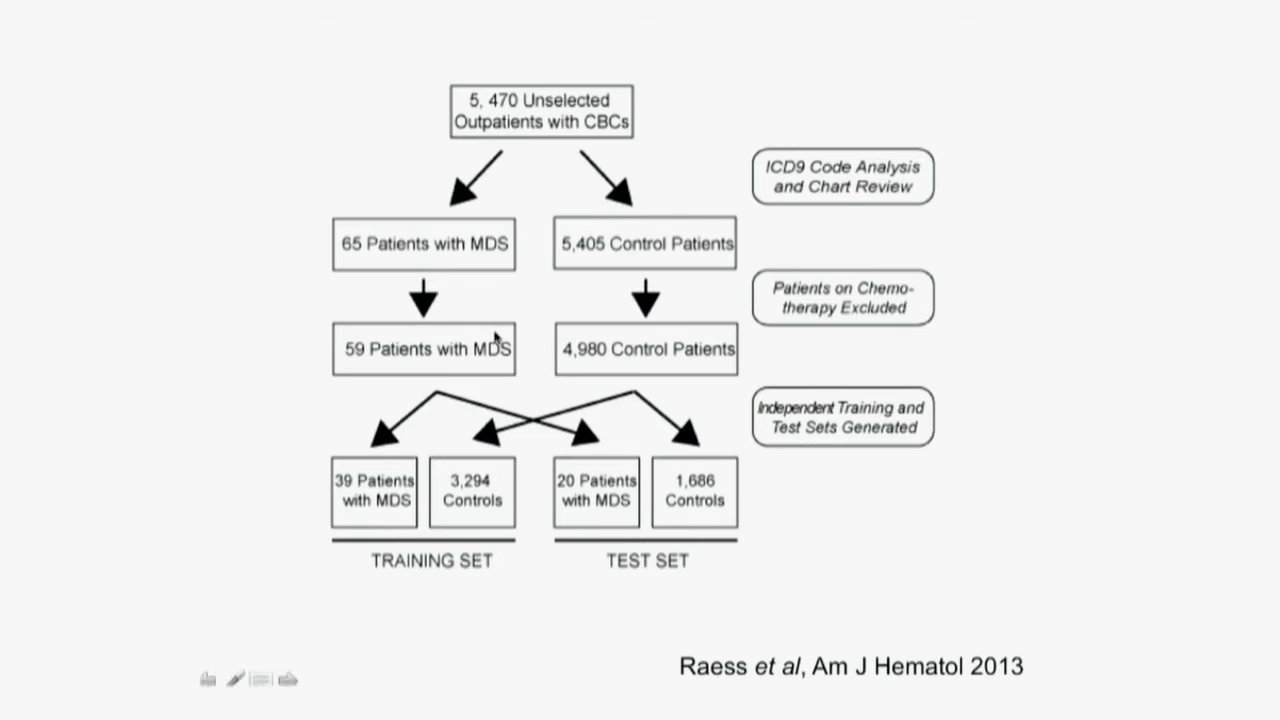 5, 470 Unselected
Outpatients with CBCs
ICD9 Code Analysis
and Chart Review
65 Patients with MDS
5,405 Control Patients
Patients on Chemo-
therapy Excluded
59 Patients with MDS
4,980 Control Patients
Independent Training and
Test Sets Generated
39 Patients
with MDS
3,294
Controls
20 Patients
with MDS
1,686
Controls
TRAINING SET
TEST SET
Raess et al, Am J Hematol 2013